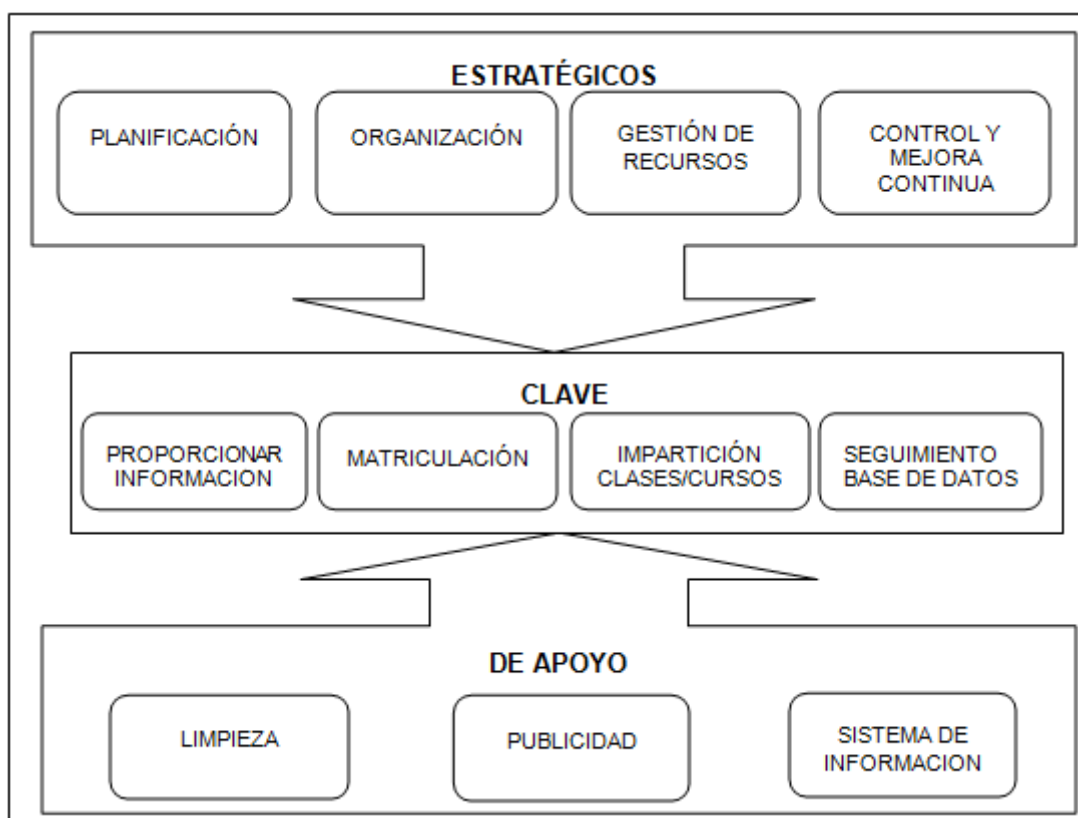 ESTRATÉGICOS
PLANIFICACIÓN
ORGANIZACIÓN
GESTIÓN DE
RECURSOS
CONTROL Y
MEJORA
CONTINUA
CLAVE
PROPORCIONAR
INFORMACION
MATRICULACIÓN
IMPARTICIÓN
CLASES/CURSOS
SEGUIMIENTO
BASE DE DATOS
DE APOYO
LIMPIEZA
PUBLICIDAD
SISTEMA DE
INFORMACION